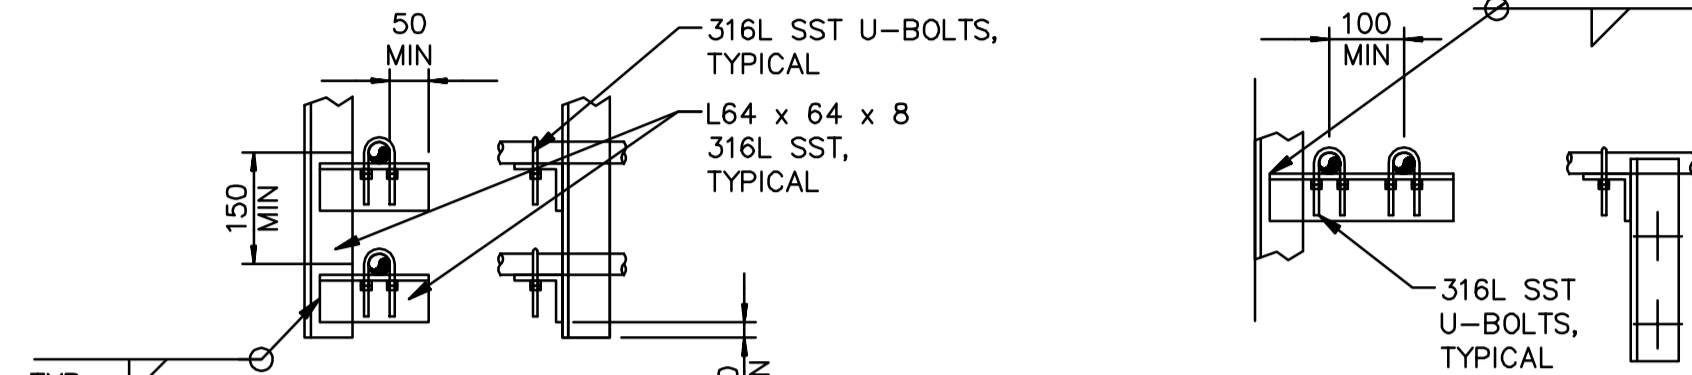 50
MIN
316L SST U-BOLTS,
TYPICAL
L64 x 64 x 8
316L SST,
TYPICAL
150
MIN
100
MIN
316L SST
U-BOLTS,
TYPICAL